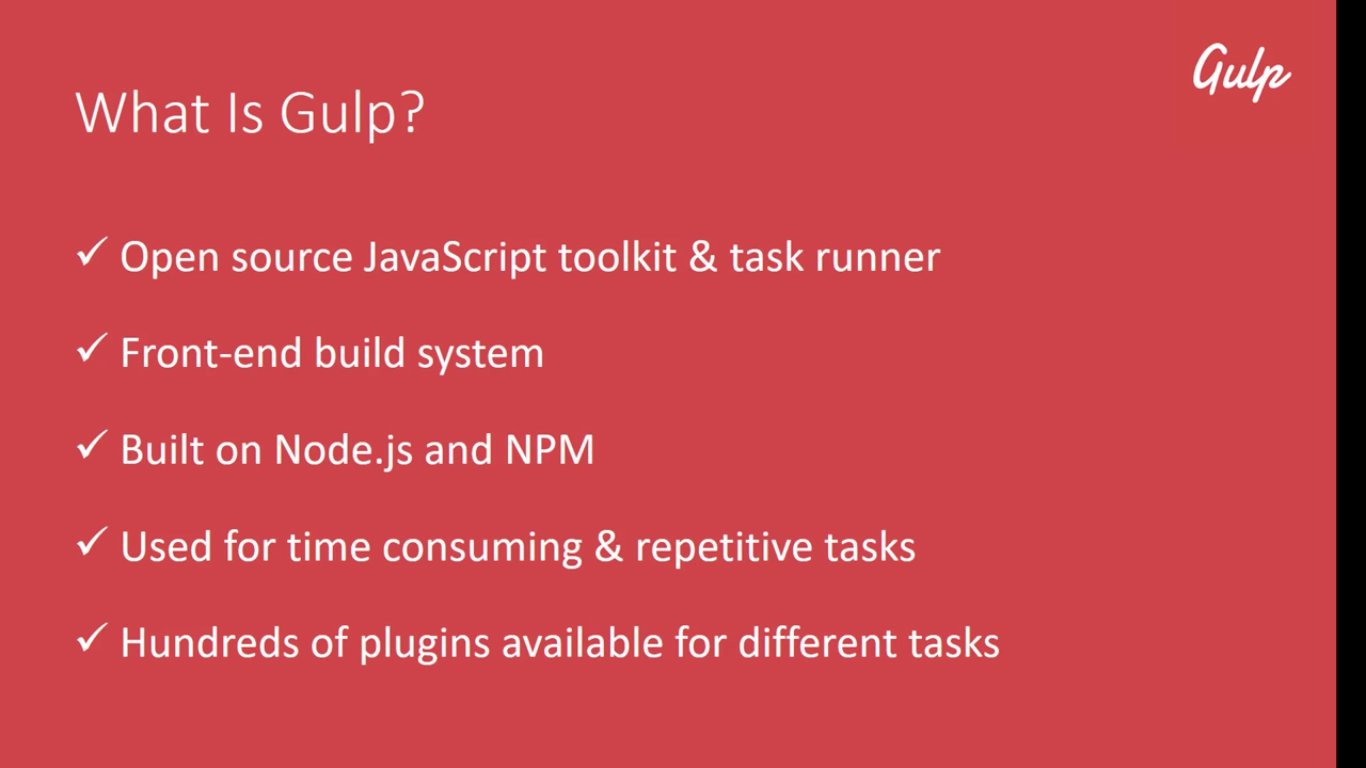 Gulp
What Is Gulp?
✓ Open source JavaScript toolkit & task runner
✓ Front-end build system
✓ Built on Node.js and NPM
✓ Used for time consuming & repetitive tasks
✓ Hundreds of plugins available for different tasks